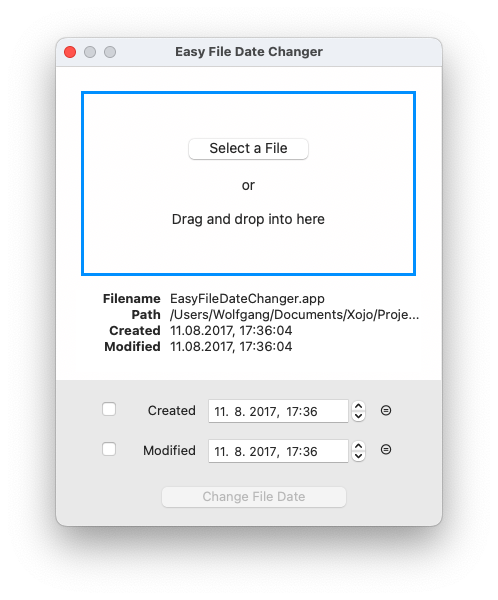 Easy File Date Changer
Select a File
or
Drag and drop into here
Filename EasyFileDateChanger.app
Path /Users/Wolfgang/Documents/Xojo/Proje...
Created 11.08.2017, 17:36:04
Modified 11.08.2017, 17:36:04
Created 11. 8. 2017, 17:36
Modified 11. 8. 2017, 17:36
Change File Date